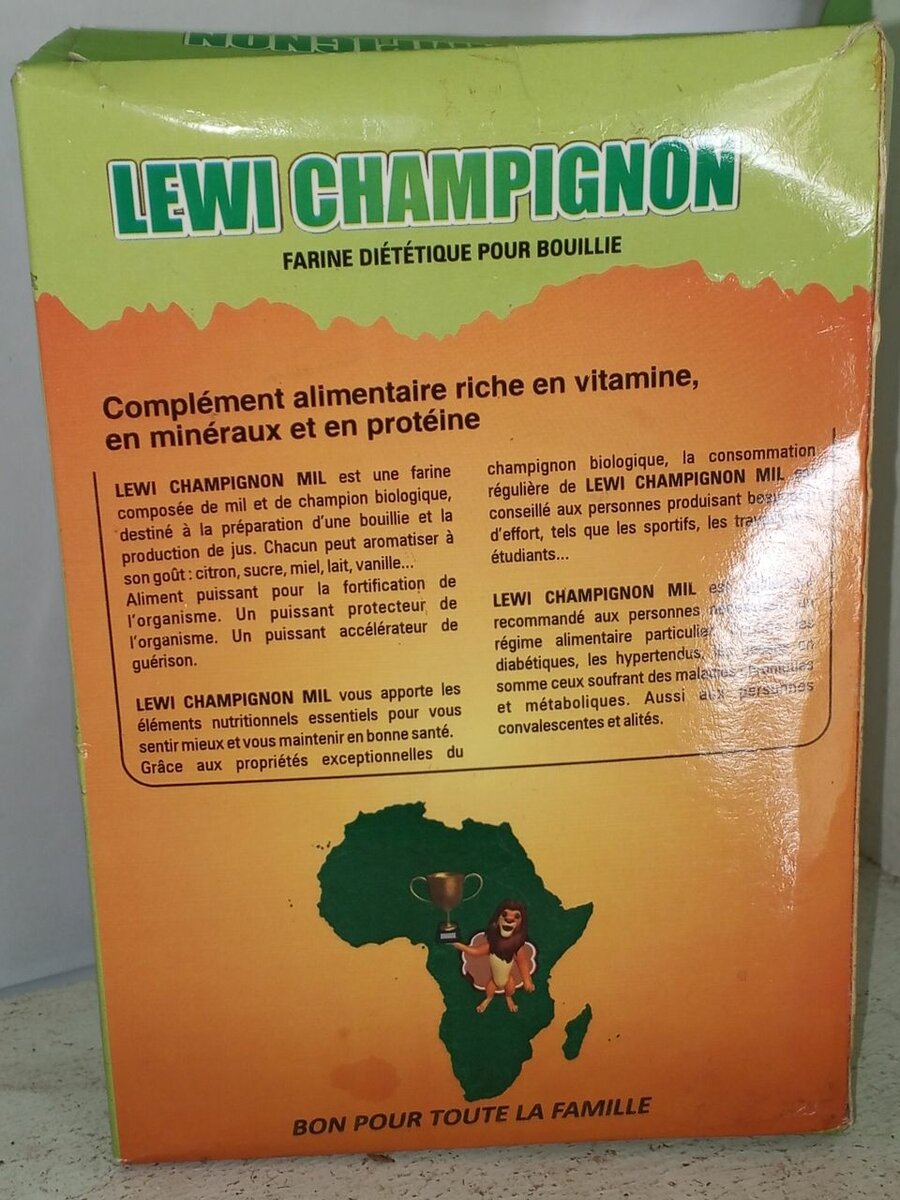 LEWI CHAMPIGNON
FARINE DIÉTÉTIQUE POUR BOUILLIE
Complément alimentaire riche en vitamine,
en minéraux et en protéine
LEWI CHAMPIGNON MIL est une farine
composée de mil et de champion biologique,
destiné à la préparation d'une bouillie et la
production de jus. Chacun peut aromatiser à
son goût : citron, sucre, miel, lait, vanille...
Aliment puissant pour la fortification de
l'organisme. Un puissant protecteur de
l'organisme. Un puissant accélérateur de
guérison.
LEWI CHAMPIGNON MIL vous apporte les
éléments nutritionnels essentiels pour vous
sentir mieux et vous maintenir en bonne santé.
Grâce aux propriétés exceptionnelles du
champignon biologique, la consommation
régulière de LEWI CHAMPIGNON MIL
conseillé aux personnes produisant
d'effort, tels que les sportifs, les
étudiants...
LEWI CHAMPIGNON MIL
recommandé aux personnes
régime alimentaire particulier
diabétiques, les hypertendus, en
somme ceux soufrant des maladies
et métaboliques. Aussi aux personnes
convalescentes et alités.
BON POUR TOUTE LA FAMILLE